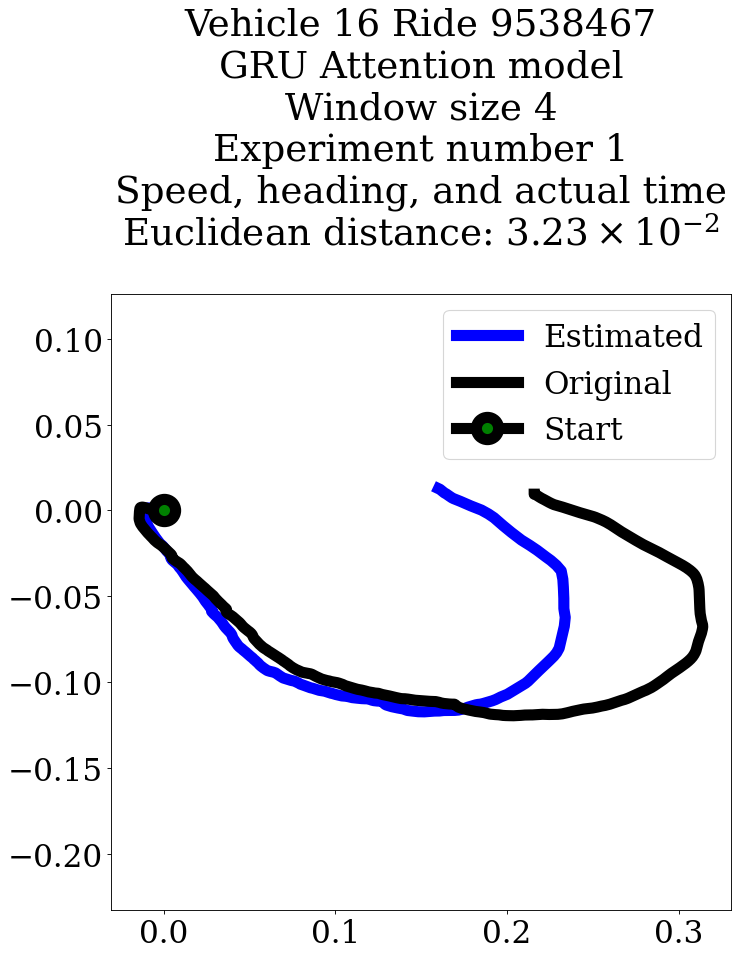 Vehicle 16 Ride 9538467
GRU Attention model
Window size 4
Experiment number 1
Speed, heading, and actual time
Euclidean distance: 3.23 × 10⁻²
Estimated
Original
Start
0.10
0.05
0.00
−0.05
−0.10
−0.15
−0.20
0.0 0.1 0.2 0.3